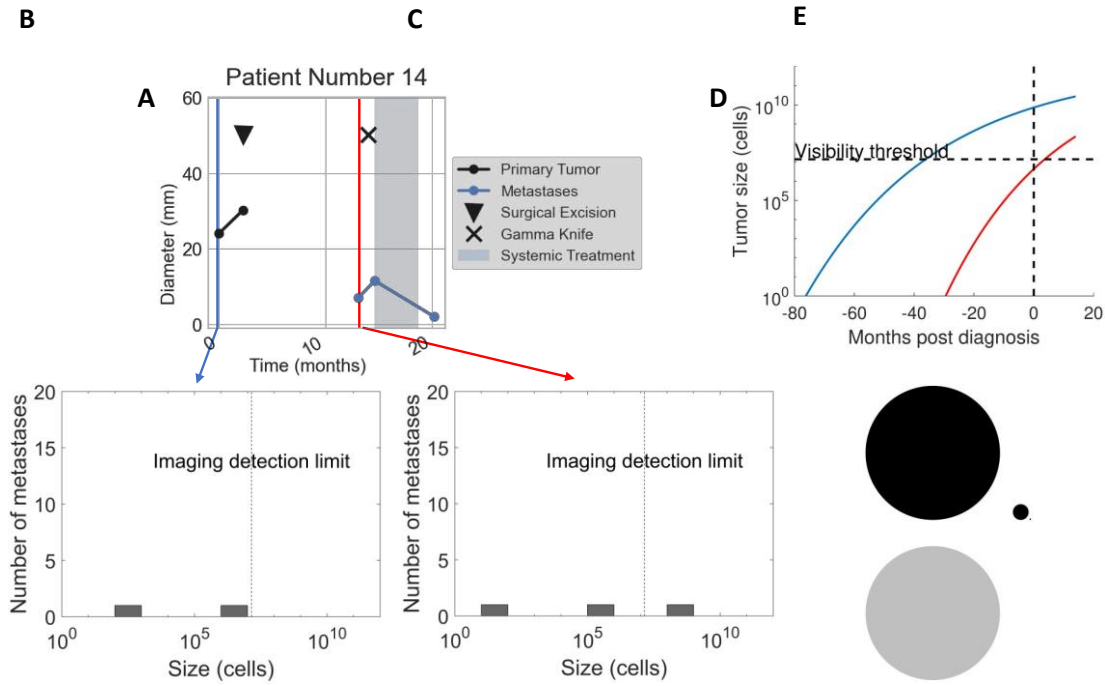 B
C
E
A
D
Patient Number 14
60
40
20
0
Diameter (mm)
0
10
20
Time (months)
Primary Tumor
Metastases
Surgical Excision
Gamma Knife
Systemic Treatment
10^10
10^5
10^0
Tumor size (cells)
Visibility threshold
-80
-60
-40
-20
0
20
Months post diagnosis
20
15
10
5
0
Number of metastases
Imaging detection limit
10^0
10^5
10^10
Size (cells)
20
15
10
5
0
Number of metastases
Imaging detection limit
10^0
10^5
10^10
Size (cells)